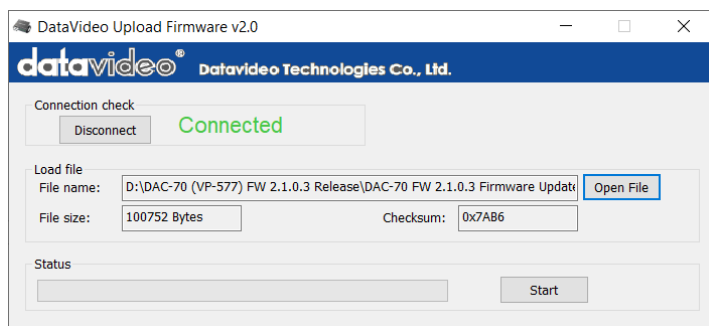 DataVideo Upload Firmware v2.0
datavideo® Datavideo Technologies Co., Ltd.
Connection check
Disconnect Connected
Load file
File name: D:\DAC-70 (VP-577) FW 2.1.0.3 Release\DAC-70 FW 2.1.0.3 Firmware Update Open File
File size: 100752 Bytes Checksum: 0x7AB6
Status
Start